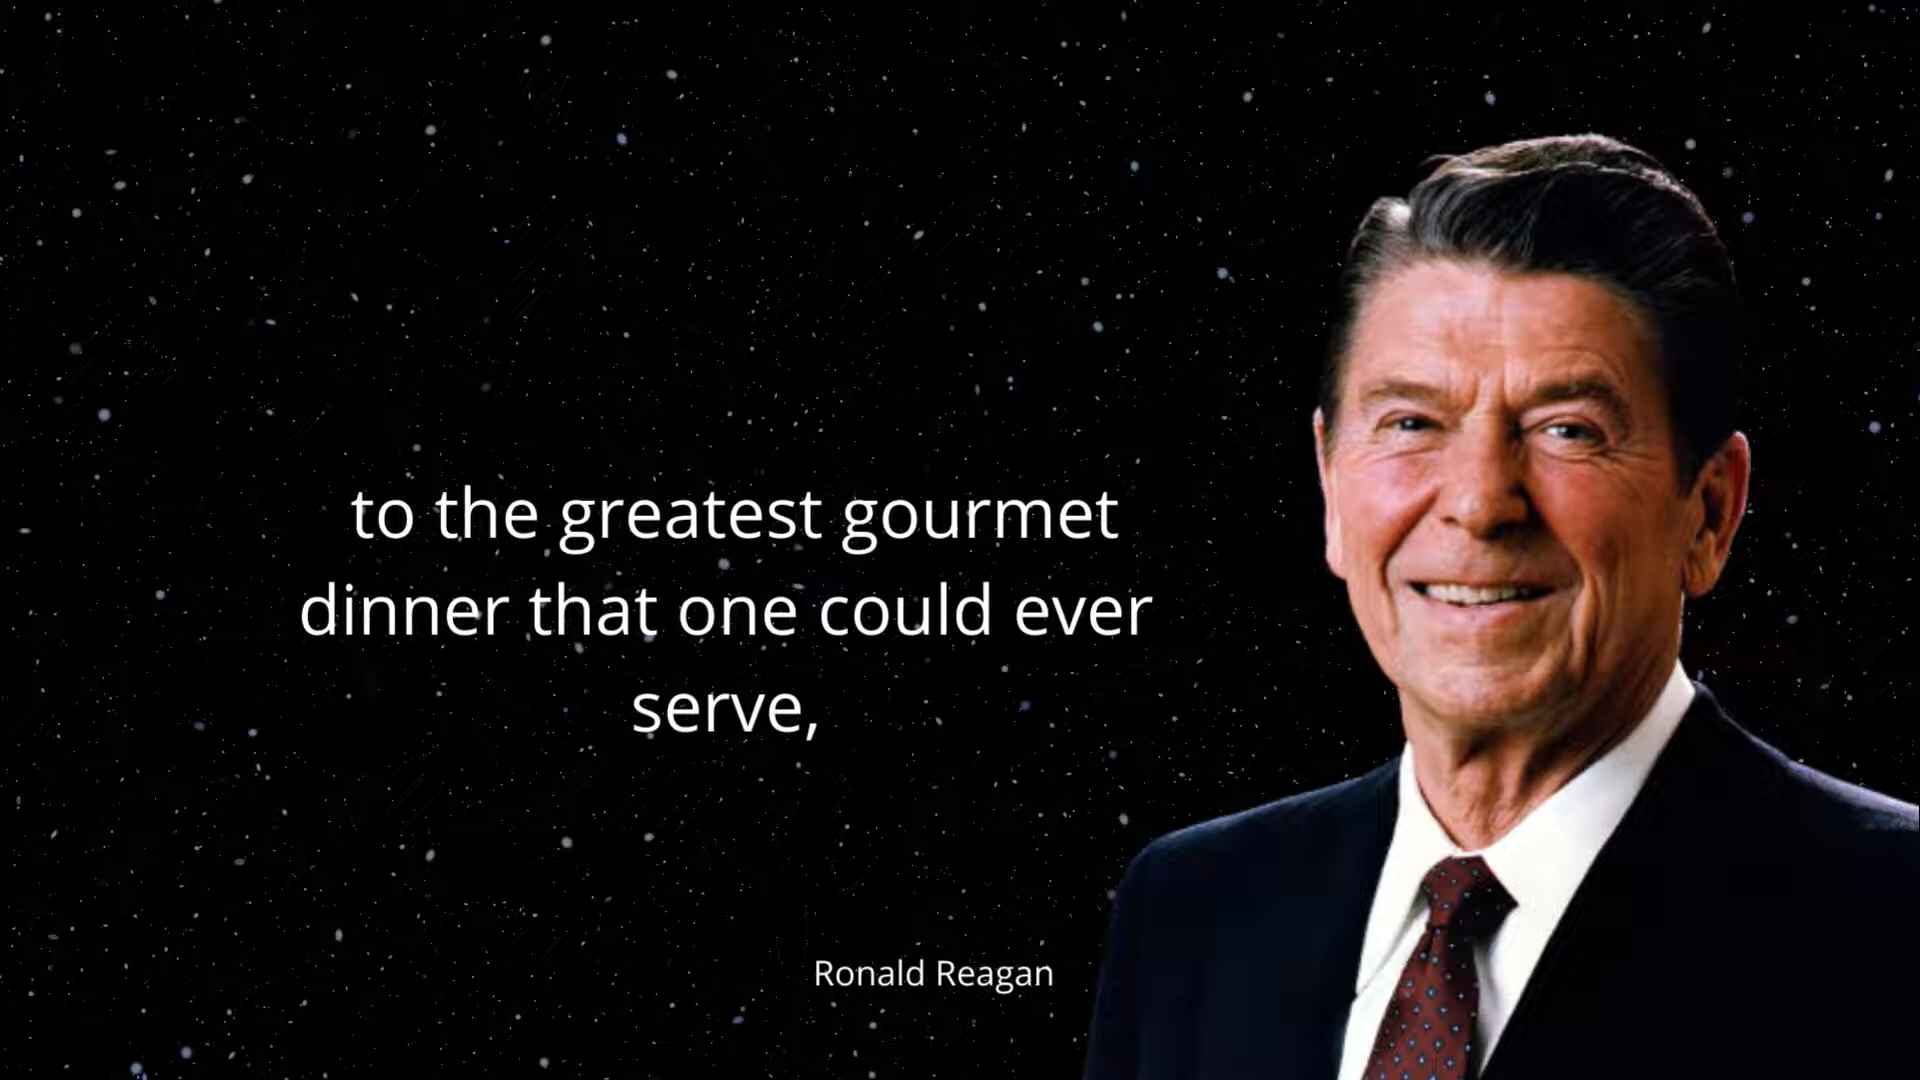 to the greatest gourmet
dinner that one could ever
serve,
Ronald Reagan